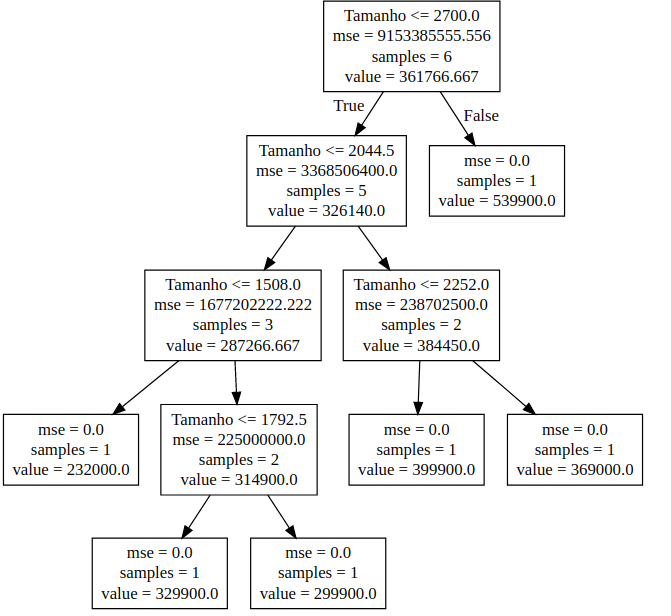 Tamanho <= 2700.0
mse = 9153385555.556
samples = 6
value = 361766.667
True
False
Tamanho <= 2044.5
mse = 3368506400.0
samples = 5
value = 326140.0
mse = 0.0
samples = 1
value = 539900.0
Tamanho <= 1508.0
mse = 1677202222.222
samples = 3
value = 287266.667
Tamanho <= 2252.0
mse = 238702500.0
samples = 2
value = 384450.0
mse = 0.0
samples = 1
value = 232000.0
Tamanho <= 1792.5
mse = 225000000.0
samples = 2
value = 314900.0
mse = 0.0
samples = 1
value = 399900.0
mse = 0.0
samples = 1
value = 369000.0
mse = 0.0
samples = 1
value = 329900.0
mse = 0.0
samples = 1
value = 299900.0